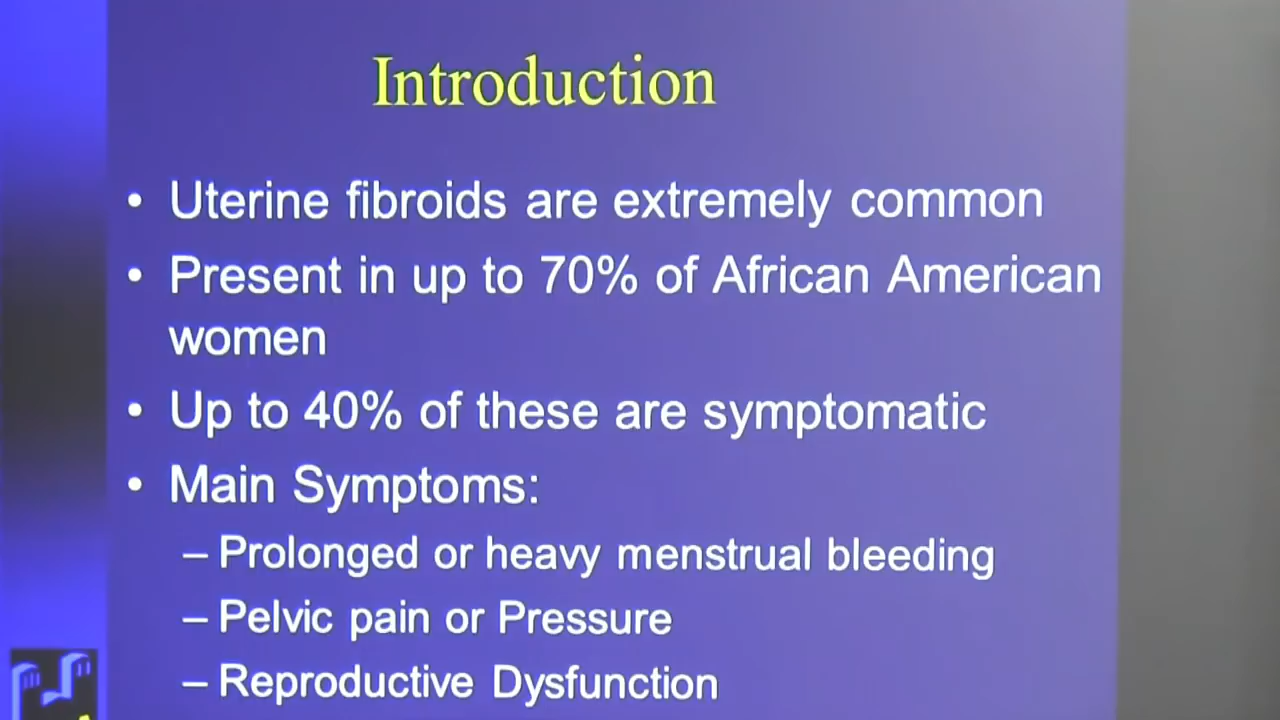 Introduction
• Uterine fibroids are extremely common
• Present in up to 70% of African American
women
• Up to 40% of these are symptomatic
• Main Symptoms:
– Prolonged or heavy menstrual bleeding
– Pelvic pain or Pressure
– Reproductive Dysfunction